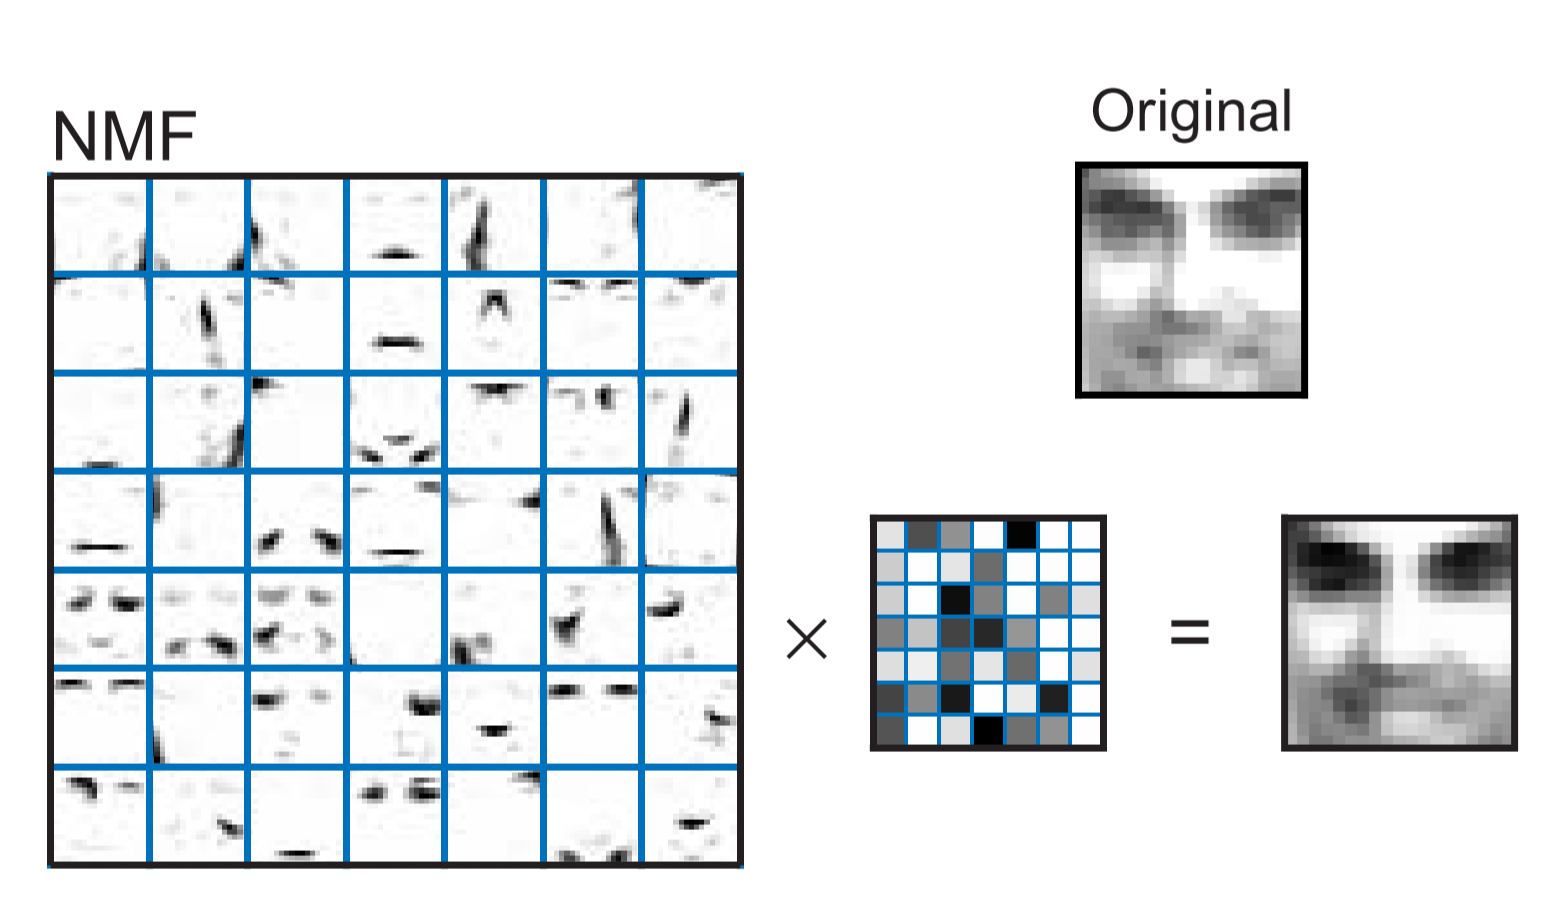 NMF
Original
×
=